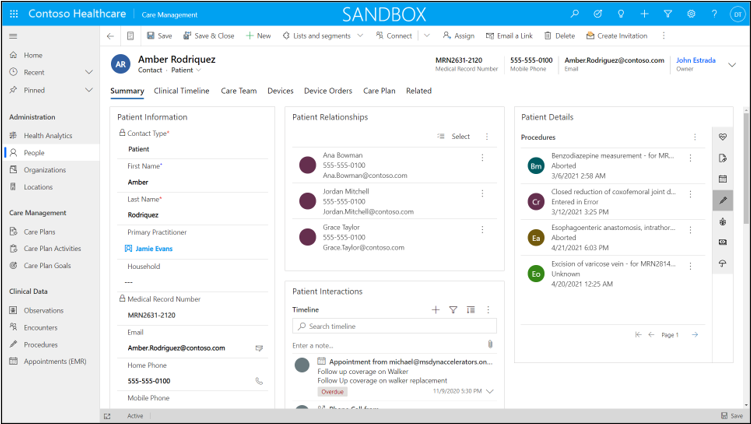 Contoso Healthcare
Care Management
SANDBOX
DT
Save
Save & Close
New
Lists and segments
Connect
Assign
Email a Link
Delete
Create Invitation
Home
Recent
Pinned
Administration
Health Analytics
People
Organizations
Locations
Care Management
Care Plans
Care Plan Activities
Care Plan Goals
Clinical Data
Observations
Encounters
Procedures
Appointments (EMR)
AR
Amber Rodriquez
Contact · Patient
MRN2631-2120
Medical Record Number
555-555-0100
Mobile Phone
Amber.Rodriguez@contoso.com
Email
John Estrada
Owner
Summary
Clinical Timeline
Care Team
Devices
Device Orders
Care Plan
Related
Patient Information
Contact Type*
Patient
First Name*
Amber
Last Name*
Rodriquez
Primary Practitioner
Jamie Evans
Household
---
Medical Record Number
MRN2631-2120
Email
Amber.Rodriguez@contoso.com
Home Phone
555-555-0100
Mobile Phone
Patient Relationships
Select
Ana Bowman
555-555-0100
Ana.Bowman@contoso.com
Jordan Mitchell
555-555-0100
Jordan.Mitchell@contoso.com
Grace Taylor
555-555-0100
Grace.Taylor@contoso.com
Patient Interactions
Timeline
Search timeline
Enter a note...
Appointment from michael@msdynaccelerators.on...
Follow up coverage on Walker
Follow Up coverage on walker replacement
Overdue
11/9/2020 5:30 PM
Phone Call from
Patient Details
Procedures
Bm
Benzodiazepine measurement - for MR...
Aborted
3/6/2021 2:58 AM
Cr
Closed reduction of coxofemoral joint d...
Entered in Error
3/12/2021 3:25 PM
Ea
Esophagoenteric anastomosis, intrathor...
Aborted
4/21/2021 6:03 PM
Eo
Excision of varicose vein - for MRN2814...
Unknown
4/20/2021 12:25 AM
Page 1
Active
Save